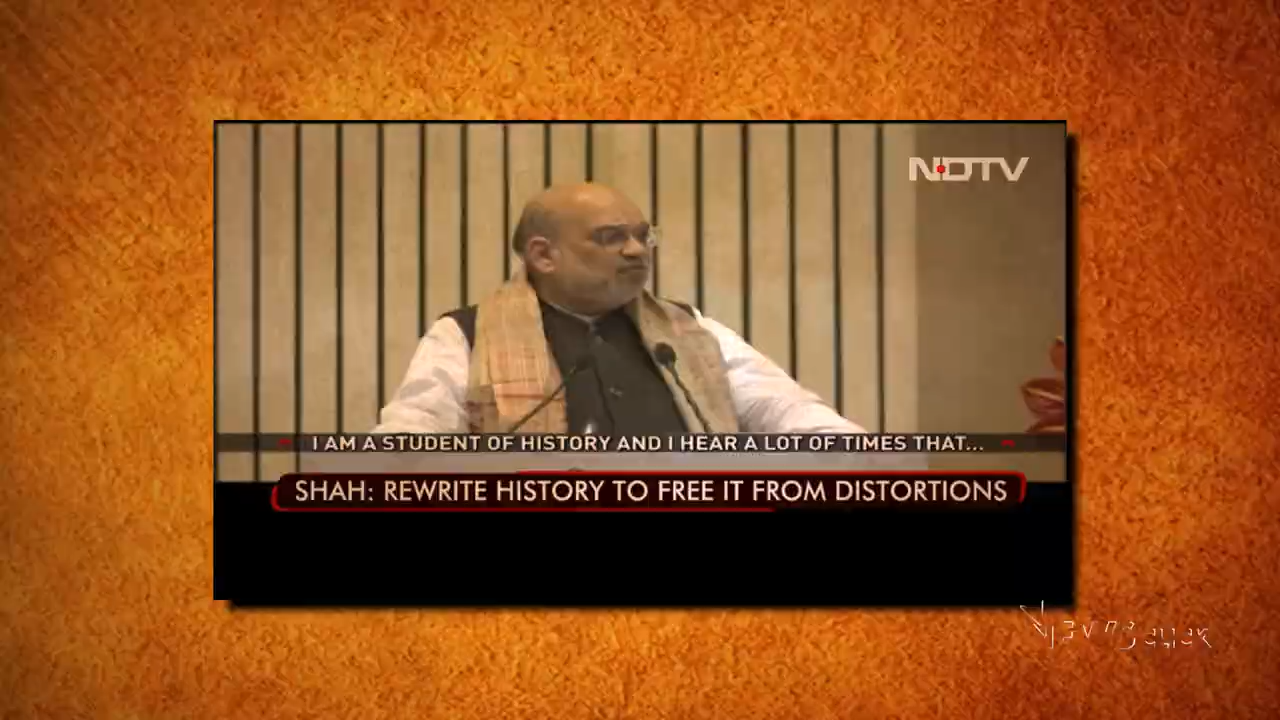 NDTV
I AM A STUDENT OF HISTORY AND I HEAR A LOT OF TIMES THAT...
SHAH: REWRITE HISTORY TO FREE IT FROM DISTORTIONS